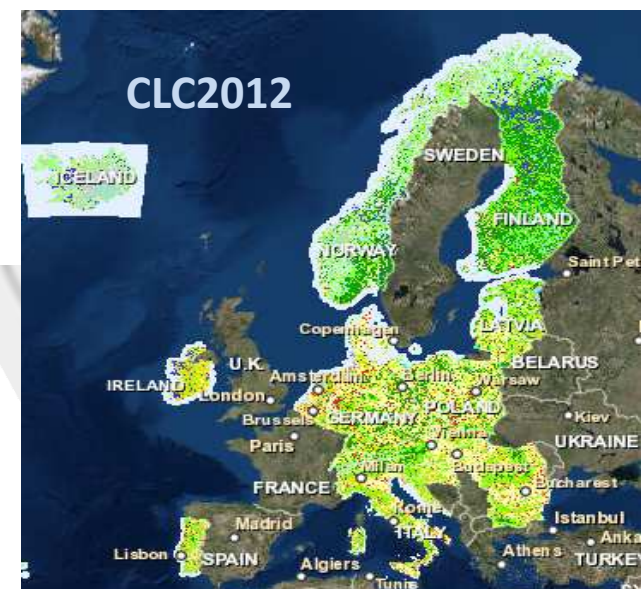 CLC2012
ICELAND
SWEDEN
FINLAND
NORWAY
Saint Pet
Copenhagen
LATVIA
U.K.
BELARUS
IRELAND
Amsterdam
Berlin
Warsaw
London
Brussels
GERMANY
POLAND
Kiev
Paris
Vienna
UKRAINE
Milan
Budapest
FRANCE
Bucharest
Rome
Istanbul
Madrid
ITALY
Anka
Lisbon
SPAIN
Algiers
Athens
TURKEY
Tunis